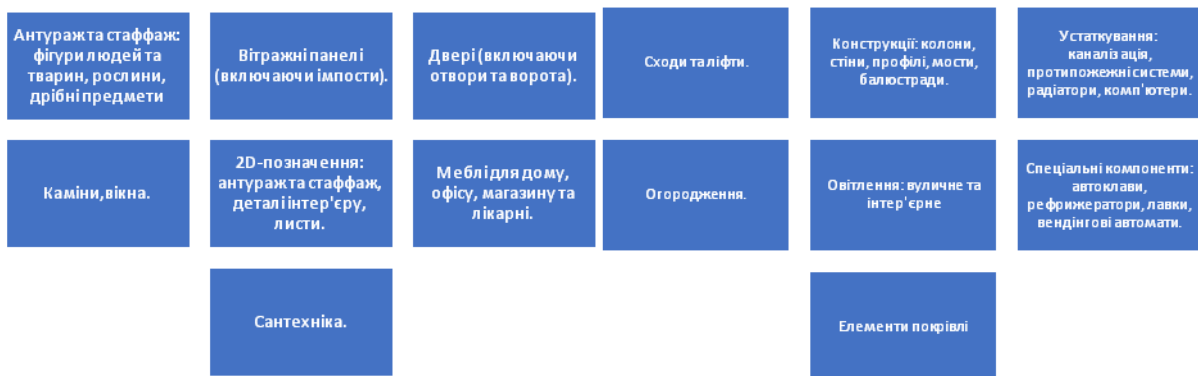 Антураж та стаффаж:
фігури людей та
тварин, рослини,
дрібні предмети
Вітражні панелі
(включаючи імпости).
Двері (включаючи
отвори та ворота).
Сходи та ліфти.
Конструкції: колони,
стіни, профілі, мости,
балюстради.
Устаткування:
каналізація,
протипожежні системи,
радіатори, комп'ютери.
Каміни, вікна.
2D-позначення:
антураж та стаффаж,
деталі інтер'єру,
листи.
Меблі для дому,
офісу, магазину та
лікарні.
Огородження.
Овітлення: вуличне та
інтер'єрне
Спеціальні компоненти:
автоклави,
рефрижератори, лавки,
вендінгові автомати.
Сантехніка.
Елементи покрівлі